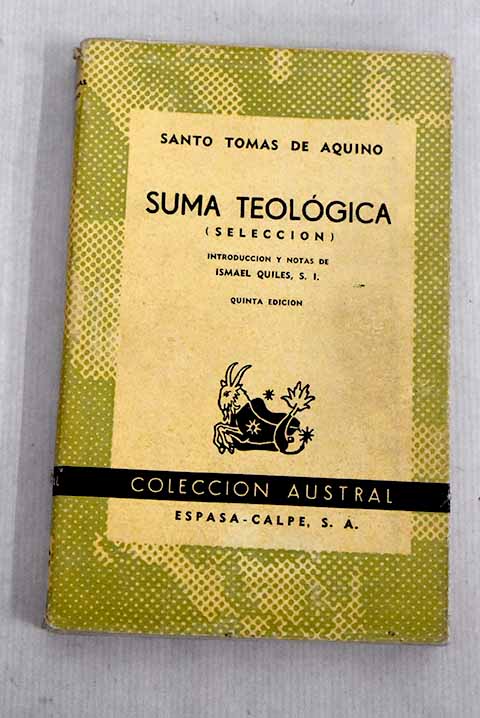 SANTO TOMAS DE AQUINO
SUMA TEOLÓGICA
(SELECCION)
INTRODUCCION Y NOTAS DE
ISMAEL QUILES, S. I.
QUINTA EDICION
COLECCION AUSTRAL
ESPASA-CALPE, S. A.